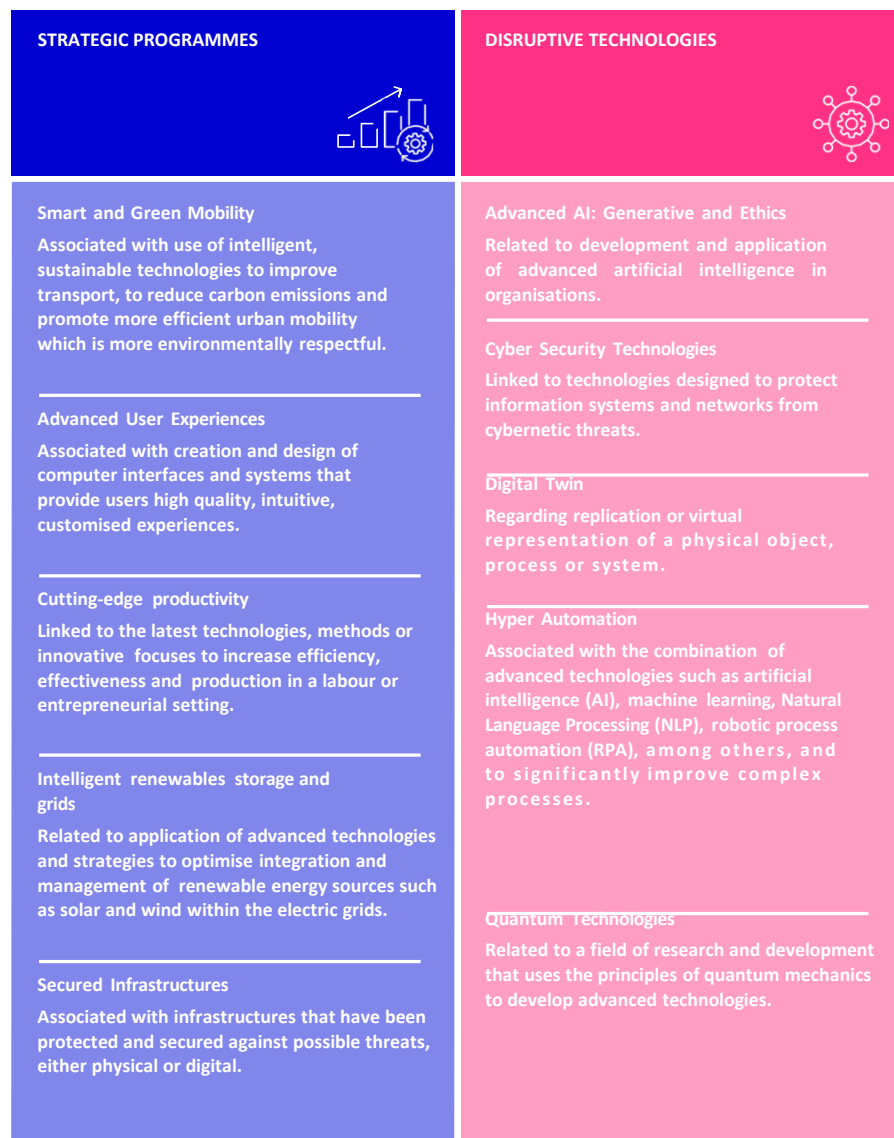 STRATEGIC PROGRAMMES
Smart and Green Mobility
Associated with use of intelligent,
sustainable technologies to improve
transport, to reduce carbon emissions and
promote more efficient urban mobility
which is more environmentally respectful.
Advanced User Experiences
Associated with creation and design of
computer interfaces and systems that
provide users high quality, intuitive,
customised experiences.
Cutting-edge productivity
Linked to the latest technologies, methods or
innovative focuses to increase efficiency,
effectiveness and production in a labour or
entrepreneurial setting.
Intelligent renewables storage and
grids
Related to application of advanced technologies
and strategies to optimise integration and
management of renewable energy sources such
as solar and wind within the electric grids.
Secured Infrastructures
Associated with infrastructures that have been
protected and secured against possible threats,
either physical or digital.
DISRUPTIVE TECHNOLOGIES
Advanced AI: Generative and Ethics
Related to development and application
of advanced artificial intelligence in
organisations.
Cyber Security Technologies
Linked to technologies designed to protect
information systems and networks from
cybernetic threats.
Digital Twin
Regarding replication or virtual
representation of a physical object,
process or system.
Hyper Automation
Associated with the combination of
advanced technologies such as artificial
intelligence (AI), machine learning, Natural
Language Processing (NLP), robotic process
automation (RPA), among others, and
to significantly improve complex
processes.
Quantum Technologies
Related to a field of research and development
that uses the principles of quantum mechanics
to develop advanced technologies.